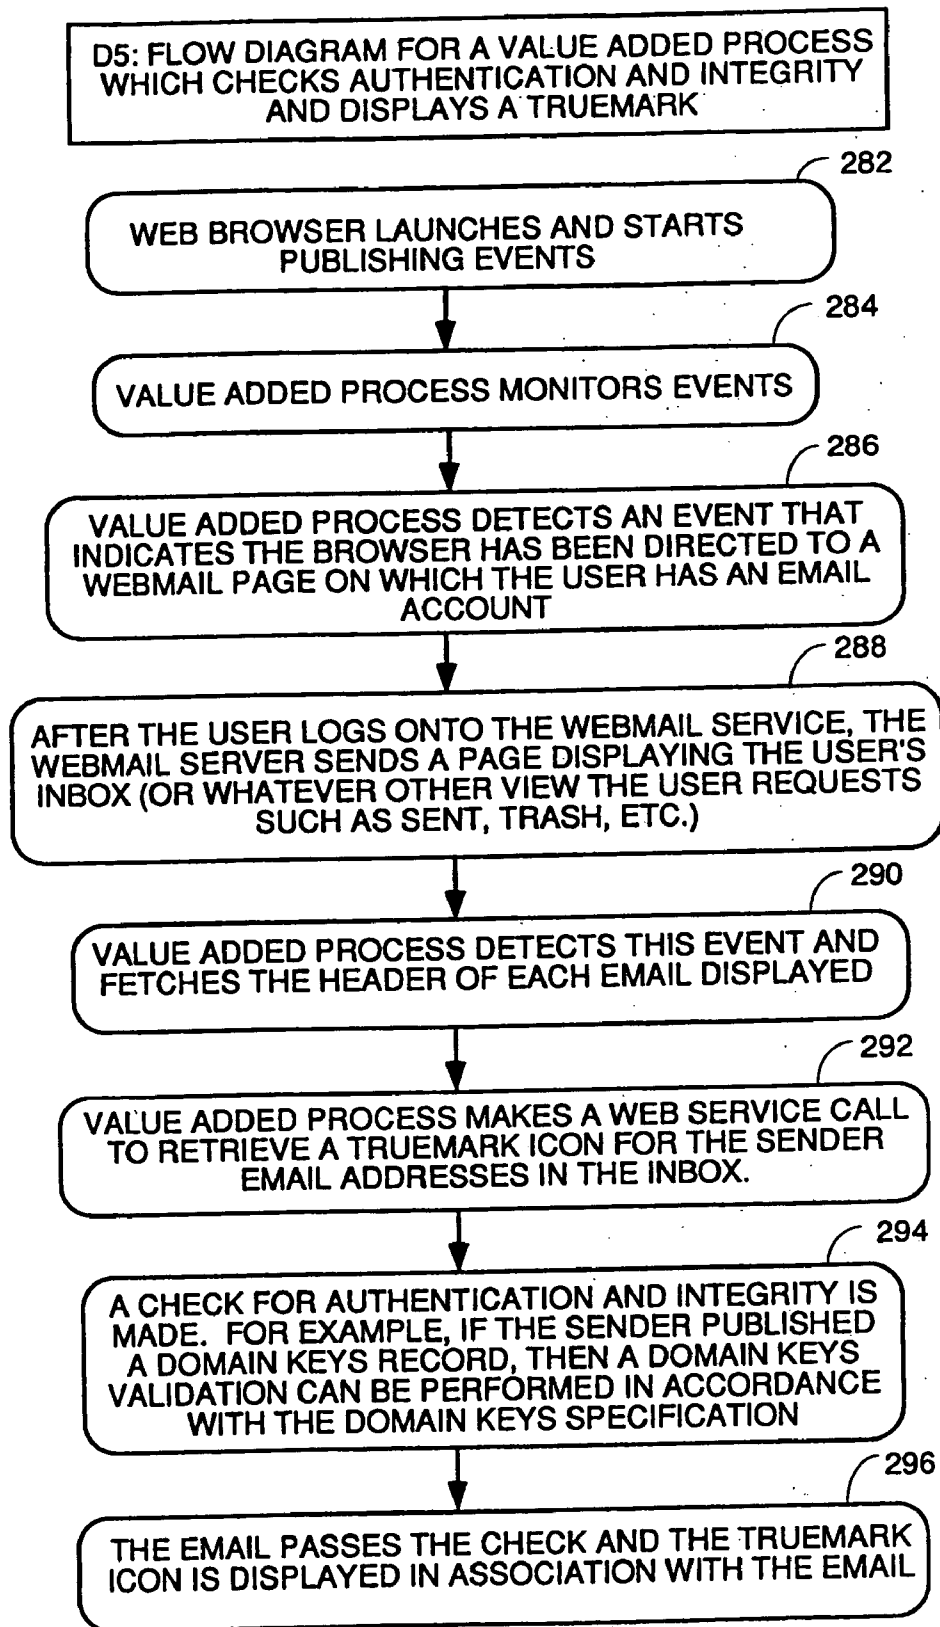 D5: FLOW DIAGRAM FOR A VALUE ADDED PROCESS
WHICH CHECKS AUTHENTICATION AND INTEGRITY
AND DISPLAYS A TRUEMARK
282
WEB BROWSER LAUNCHES AND STARTS
PUBLISHING EVENTS
284
VALUE ADDED PROCESS MONITORS EVENTS
286
VALUE ADDED PROCESS DETECTS AN EVENT THAT
INDICATES THE BROWSER HAS BEEN DIRECTED TO A
WEBMAIL PAGE ON WHICH THE USER HAS AN EMAIL
ACCOUNT
288
AFTER THE USER LOGS ONTO THE WEBMAIL SERVICE, THE
WEBMAIL SERVER SENDS A PAGE DISPLAYING THE USER'S
INBOX (OR WHATEVER OTHER VIEW THE USER REQUESTS
SUCH AS SENT, TRASH, ETC.)
290
VALUE ADDED PROCESS DETECTS THIS EVENT AND
FETCHES THE HEADER OF EACH EMAIL DISPLAYED
292
VALUE ADDED PROCESS MAKES A WEB SERVICE CALL
TO RETRIEVE A TRUEMARK ICON FOR THE SENDER
EMAIL ADDRESSES IN THE INBOX.
294
A CHECK FOR AUTHENTICATION AND INTEGRITY IS
MADE. FOR EXAMPLE, IF THE SENDER PUBLISHED
A DOMAIN KEYS RECORD, THEN A DOMAIN KEYS
VALIDATION CAN BE PERFORMED IN ACCORDANCE
WITH THE DOMAIN KEYS SPECIFICATION
296
THE EMAIL PASSES THE CHECK AND THE TRUEMARK
ICON IS DISPLAYED IN ASSOCIATION WITH THE EMAIL